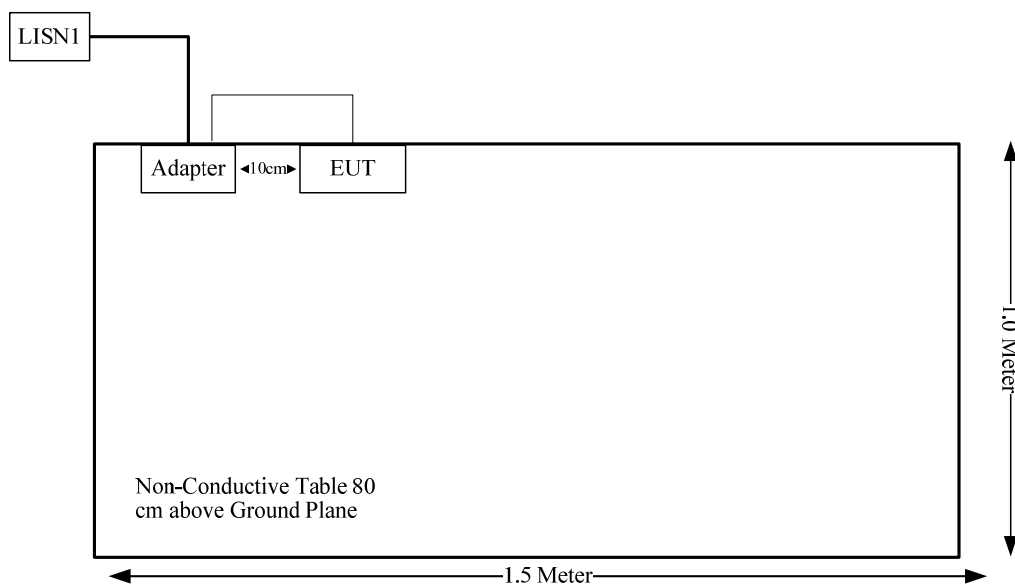 LISN1
Adapter
10cm
EUT
1.0 Meter
Non-Conductive Table 80
cm above Ground Plane
1.5 Meter